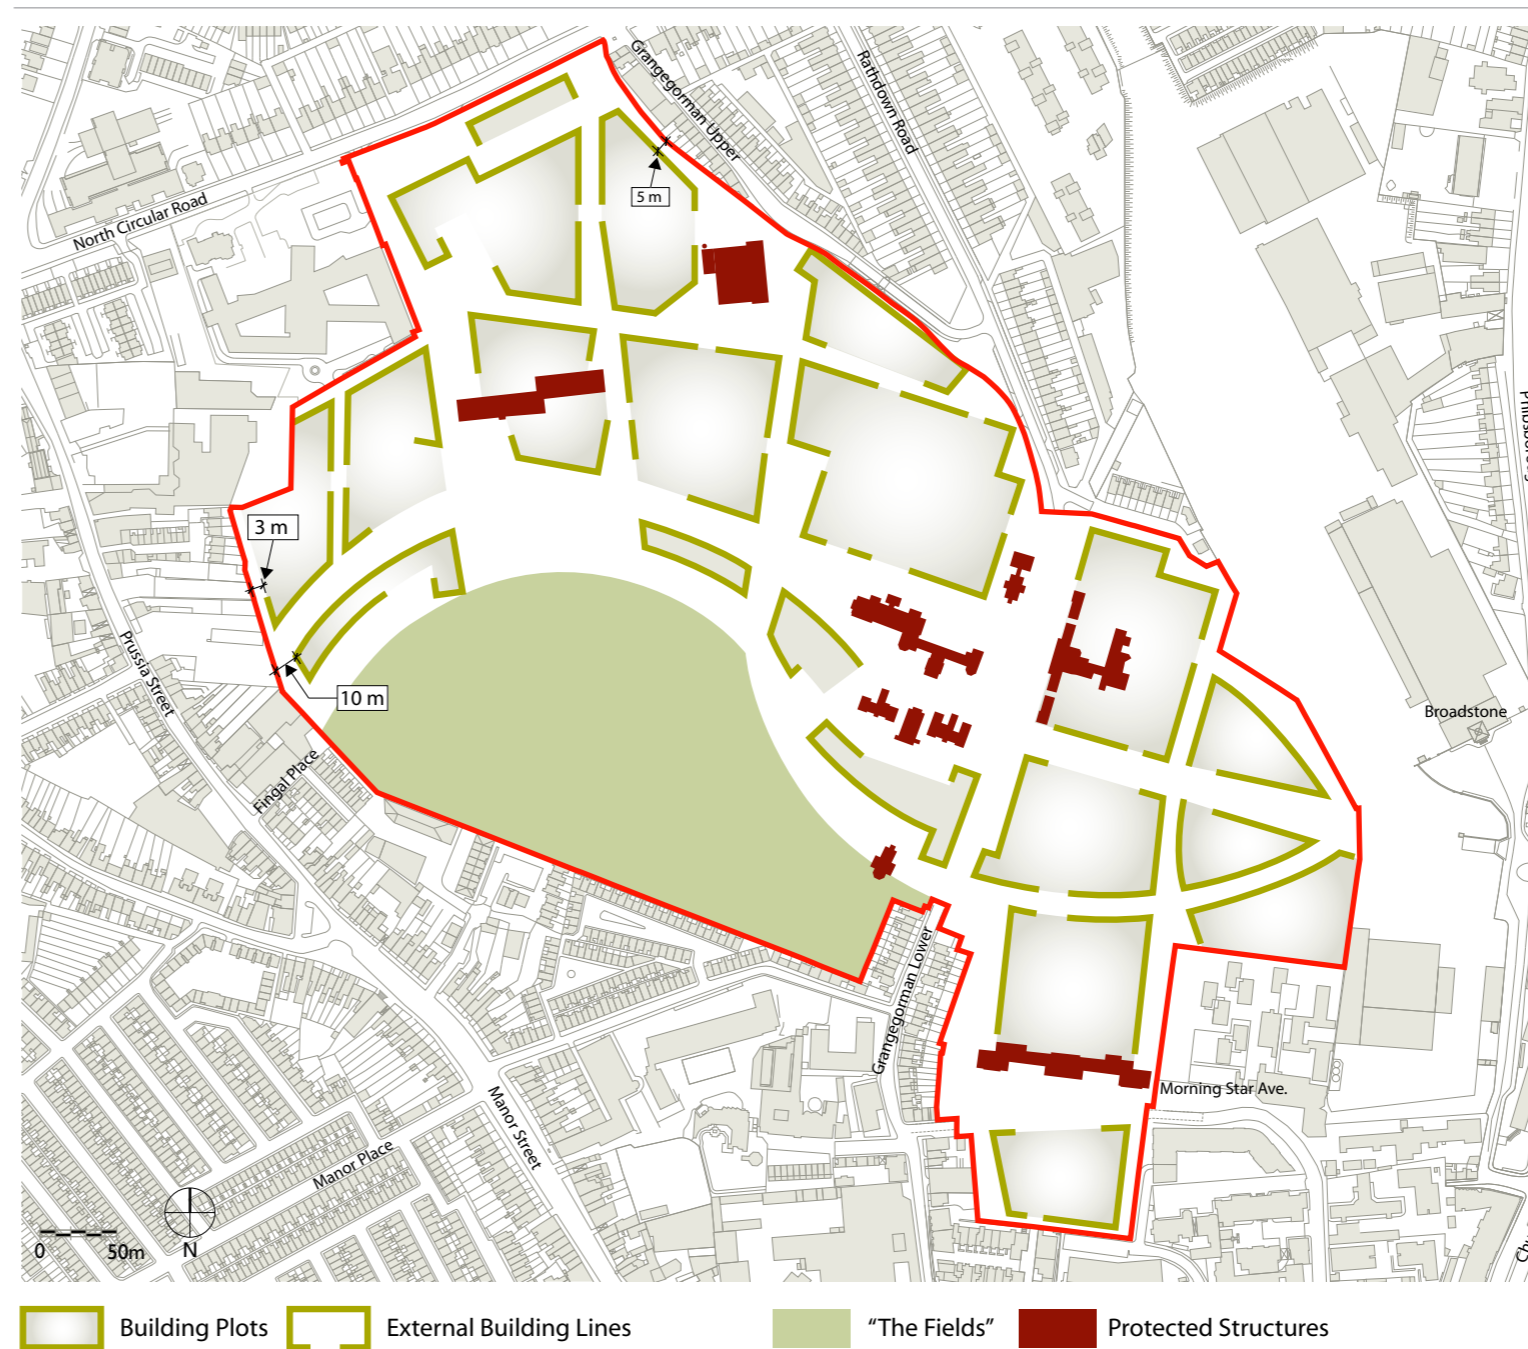 Grangegorman Upper
Rathdown Road
5 m
North Circular Road
3 m
10 m
Prussia Street
Fingal Place
Broadstone
Grangegorman Lower
Morning Star Ave.
Manor Street
Manor Place
0 50m
N
Building Plots
External Building Lines
“The Fields”
Protected Structures